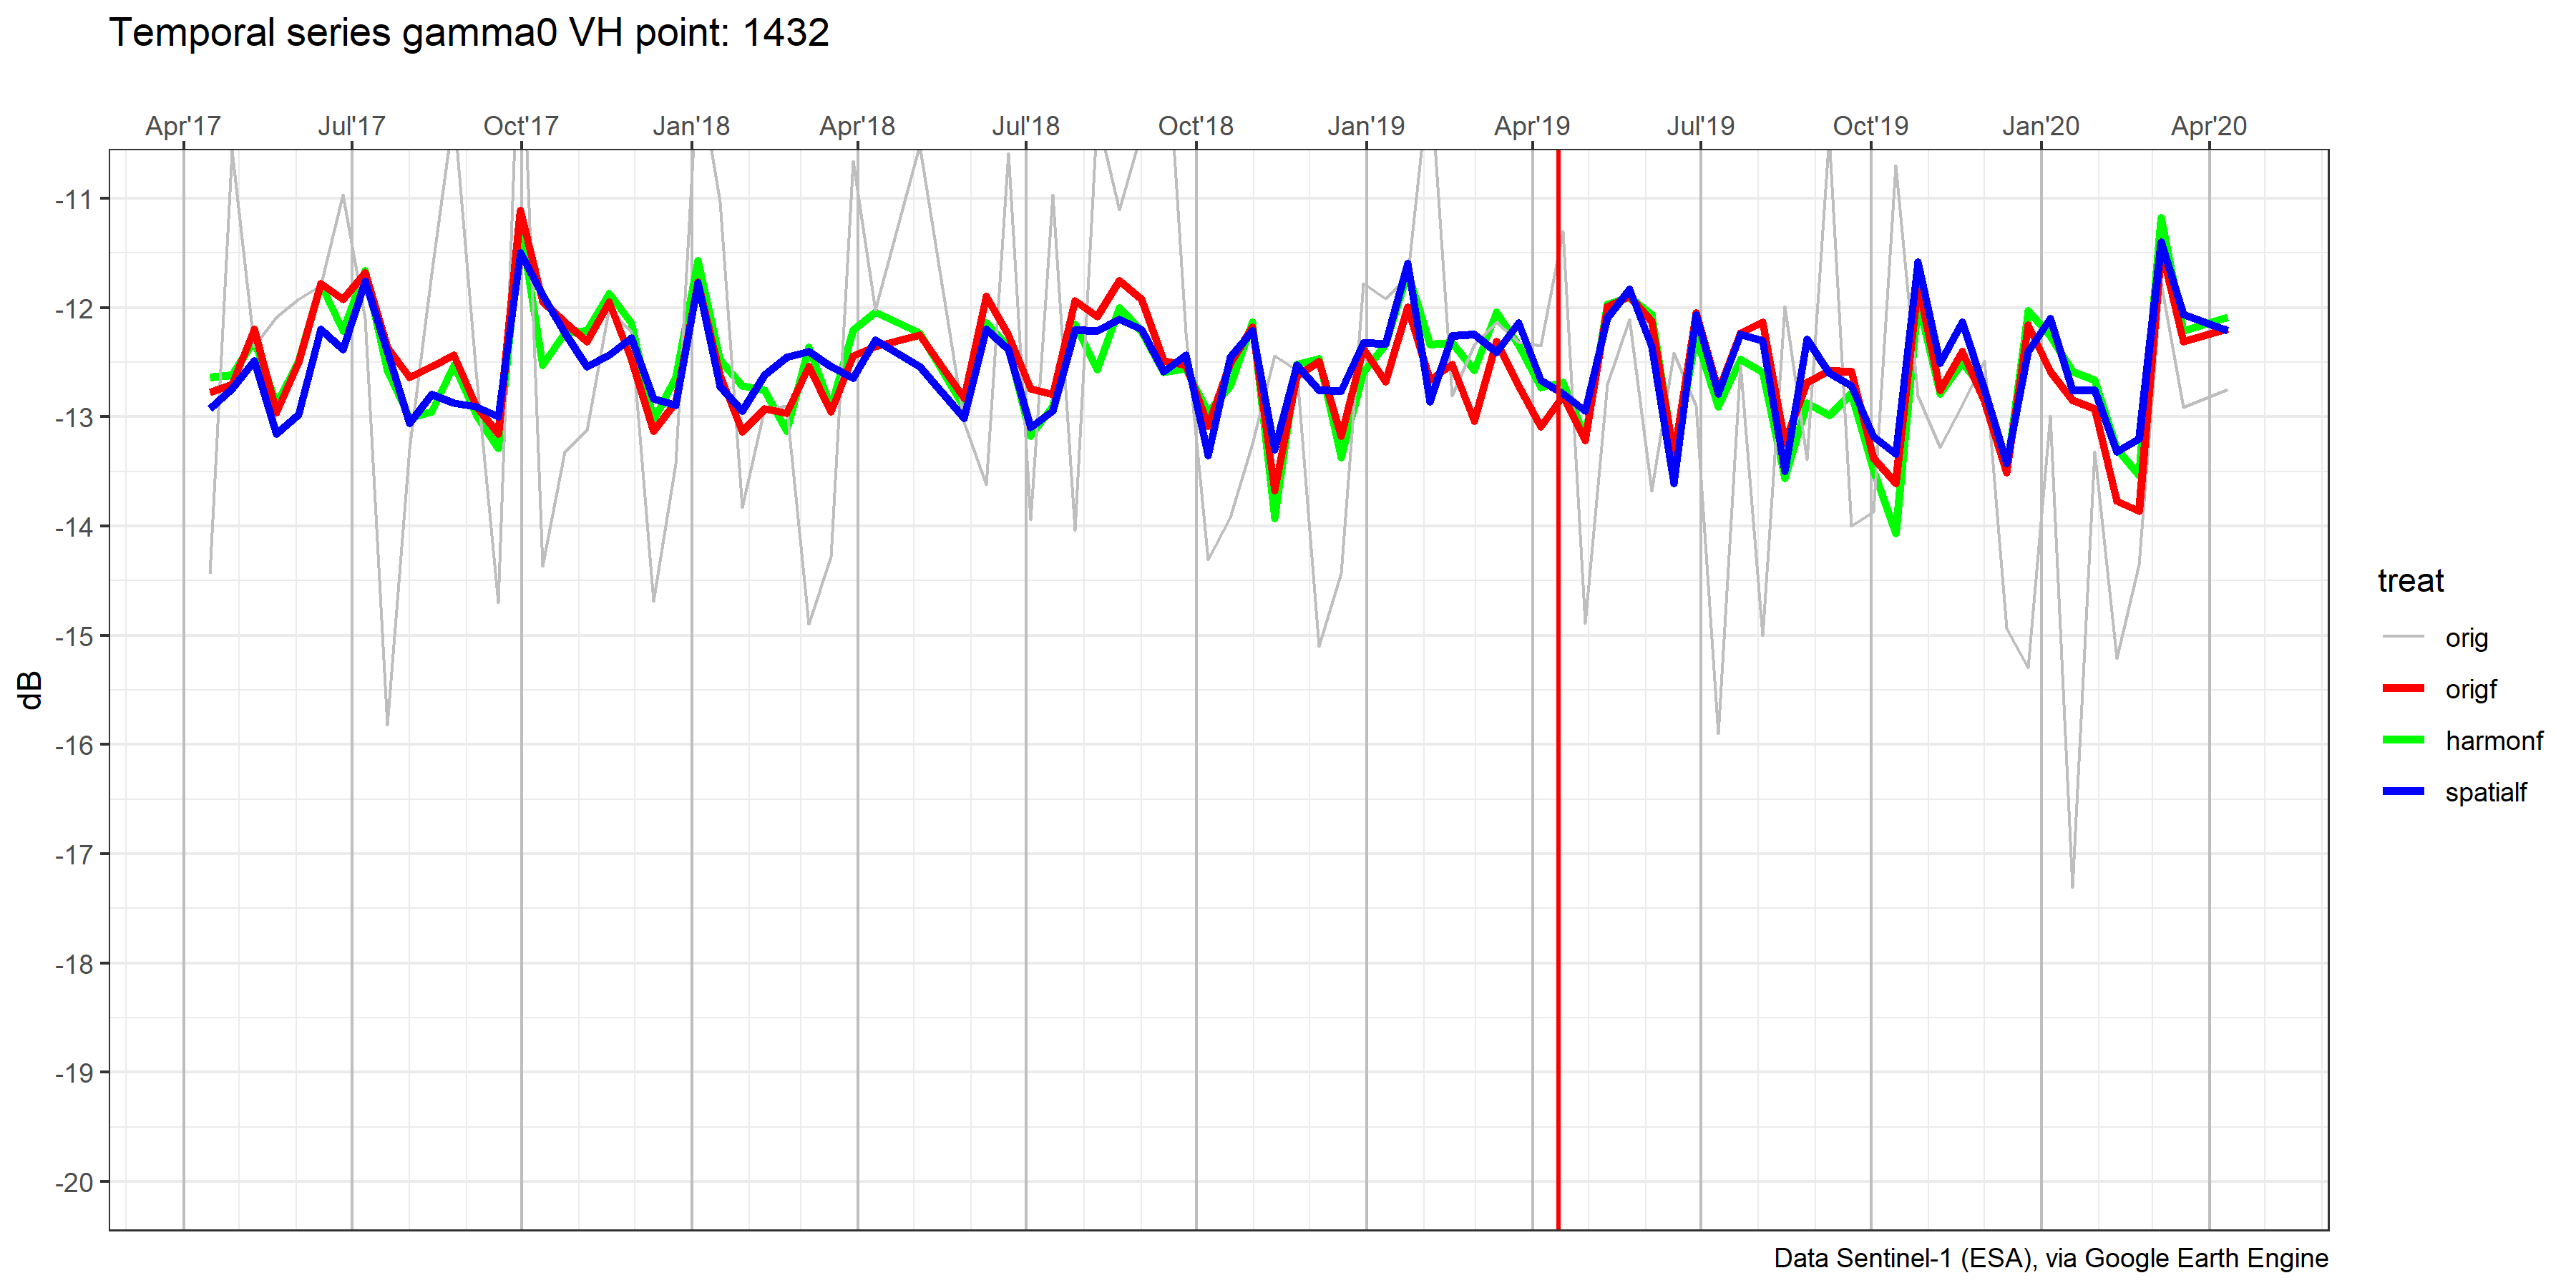 Temporal series gamma0 VH point: 1432
Apr'17 Jul'17 Oct'17 Jan'18 Apr'18 Jul'18 Oct'18 Jan'19 Apr'19 Jul'19 Oct'19 Jan'20 Apr'20
-11
-12
-13
-14
-15
-16
-17
-18
-19
-20
dB
treat
orig
origf
harmonf
spatialf
Data Sentinel-1 (ESA), via Google Earth Engine